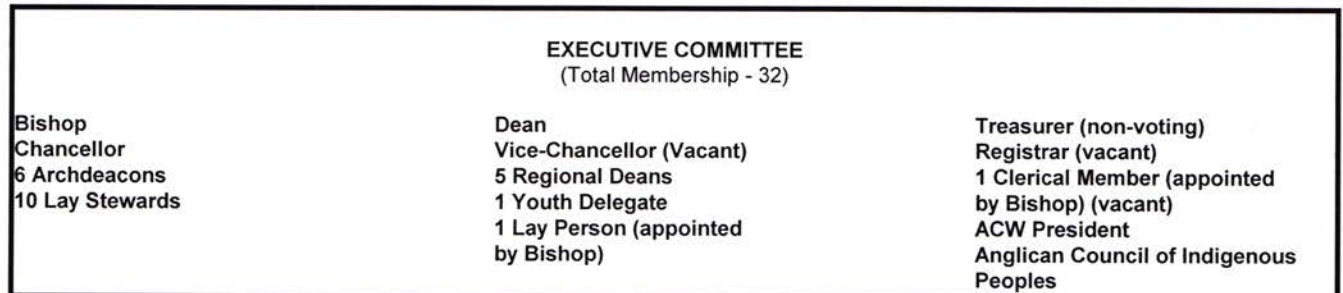 EXECUTIVE COMMITTEE
(Total Membership - 32)
Bishop
Chancellor
6 Archdeacons
10 Lay Stewards
Dean
Vice-Chancellor (Vacant)
5 Regional Deans
1 Youth Delegate
1 Lay Person (appointed
by Bishop)
Treasurer (non-voting)
Registrar (vacant)
1 Clerical Member (appointed
by Bishop) (vacant)
ACW President
Anglican Council of Indigenous
Peoples